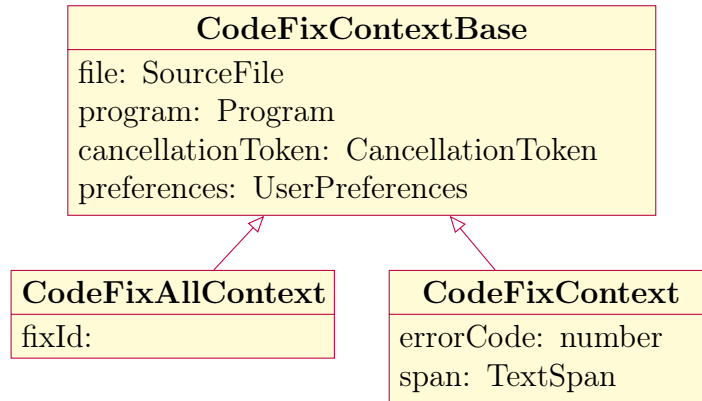 CodeFixContextBase
file: SourceFile
program: Program
cancellationToken: CancellationToken
preferences: UserPreferences
CodeFixAllContext
fixId:
CodeFixContext
errorCode: number
span: TextSpan